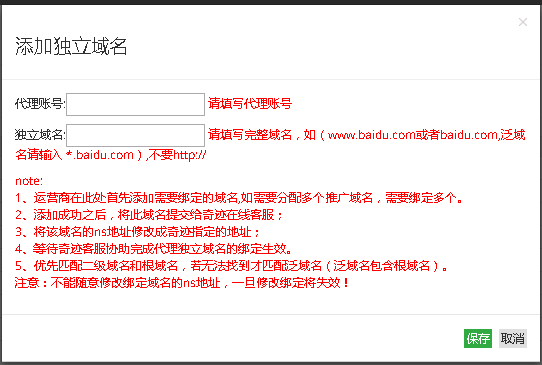 ×
添加独立域名
代理账号: 请填写代理账号
独立域名: 请填写完整域名，如（www.baidu.com或者baidu.com,泛域
名请输入 *.baidu.com）,不要http://
note:
1、运营商在此处首先添加需要绑定的域名,如需要分配多个推广域名，需要绑定多个。
2、添加成功之后，将此域名提交给奇迹在线客服；
3、将该域名的ns地址修改成奇迹指定的地址；
4、等待奇迹客服协助完成代理独立域名的绑定生效。
5、优先匹配二级域名和根域名，若无法找到才匹配泛域名（泛域名包含根域名）。
注意：不能随意修改绑定域名的ns地址，一旦修改绑定将失效！
保存 取消